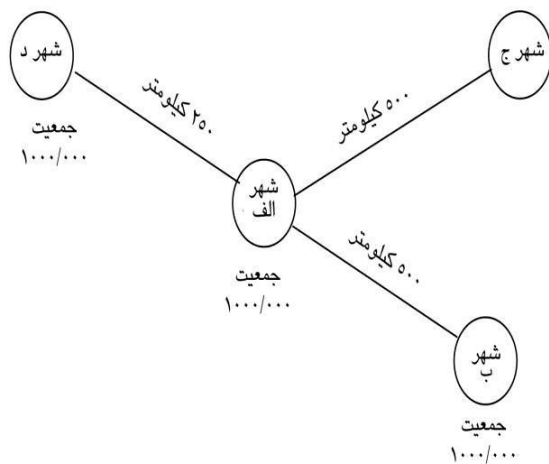 شهر ج
شهر د
۵۰۰ کیلومتر
۲۵۰ کیلومتر
جمعیت
۱۰۰۰/۰۰۰
شهر
الف
۵۰۰ کیلومتر
جمعیت
۱۰۰۰/۰۰۰
شهر
ب
جمعیت
۱۰۰۰/۰۰۰